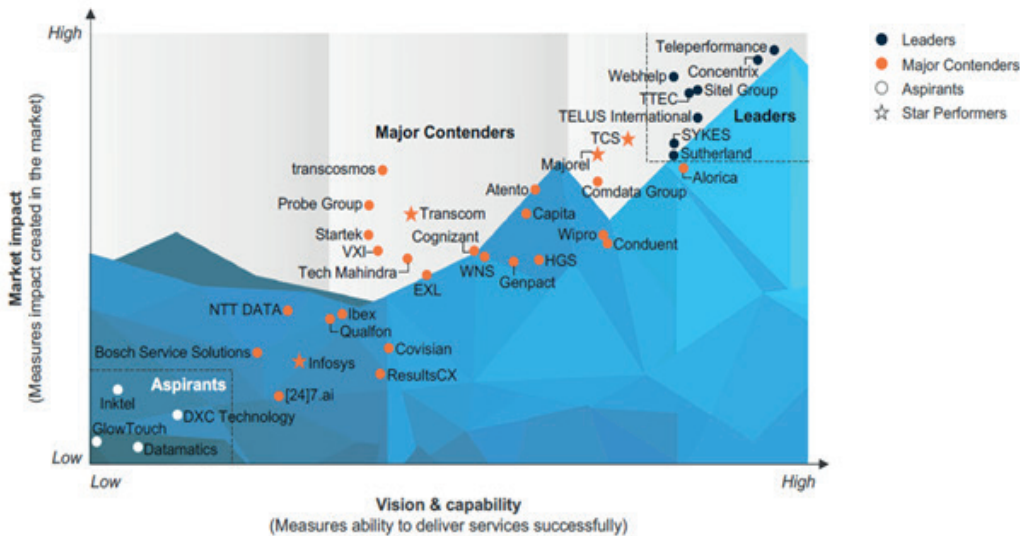 High
Market impact
(Measures impact created in the market)
Low
Low
High
Vision & capability
(Measures ability to deliver services successfully)
Leaders
Major Contenders
Aspirants
Star Performers
Major Contenders
Leaders
Aspirants
Teleperformance
Concentrix
Webhelp
Sitel Group
TTEC
TELUS International
TCS
SYKES
Majorel
Sutherland
Alorica
transcosmos
Atento
Comdata Group
Probe Group
Transcom
Capita
Startek
Cognizant
Wipro
Conduent
VXI
Tech Mahindra
WNS
HGS
Genpact
EXL
NTT DATA
Ibex
Qualfon
Bosch Service Solutions
Infosys
Covisian
ResultsCX
[24]7.ai
Inktel
DXC Technology
GlowTouch
Datamatics